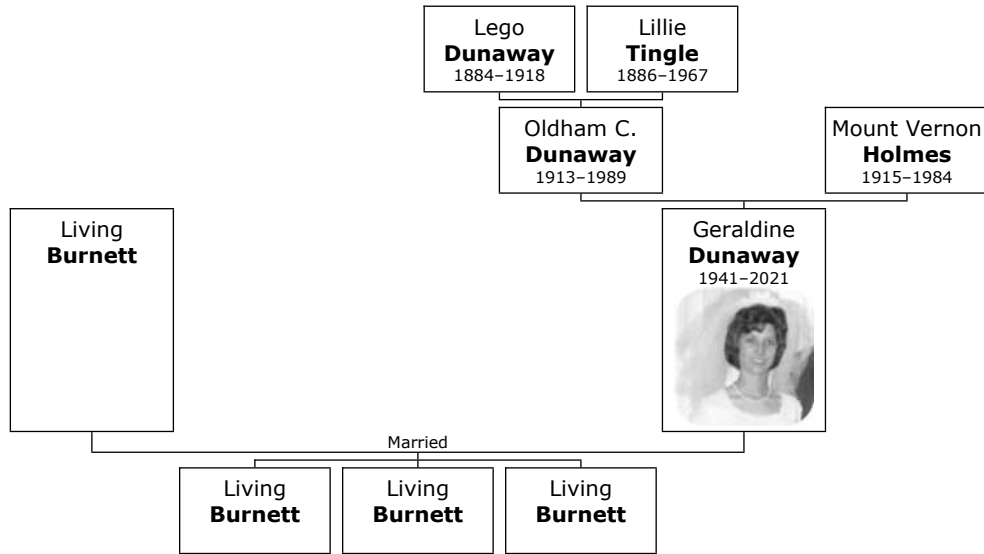 Lego
Dunaway
1884–1918
Lillie
Tingle
1886–1967
Oldham C.
Dunaway
1913–1989
Mount Vernon
Holmes
1915–1984
Living
Burnett
Geraldine
Dunaway
1941–2021
Married
Living
Burnett
Living
Burnett
Living
Burnett